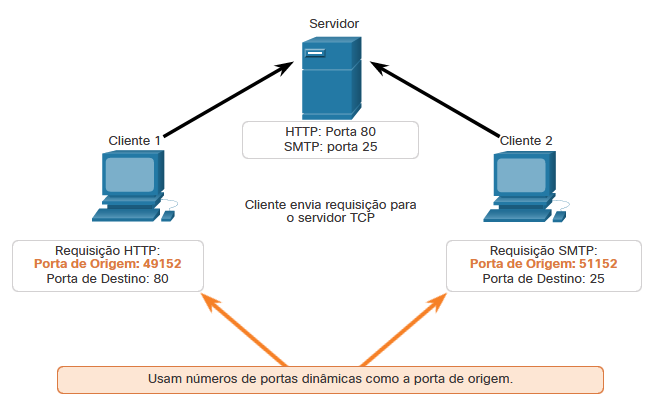 Servidor
HTTP: Porta 80
SMTP: porta 25
Cliente 1
Cliente 2
Cliente envia requisição para
o servidor TCP
Requisição HTTP:
Porta de Origem: 49152
Porta de Destino: 80
Requisição SMTP:
Porta de Origem: 51152
Porta de Destino: 25
Usam números de portas dinâmicas como a porta de origem.